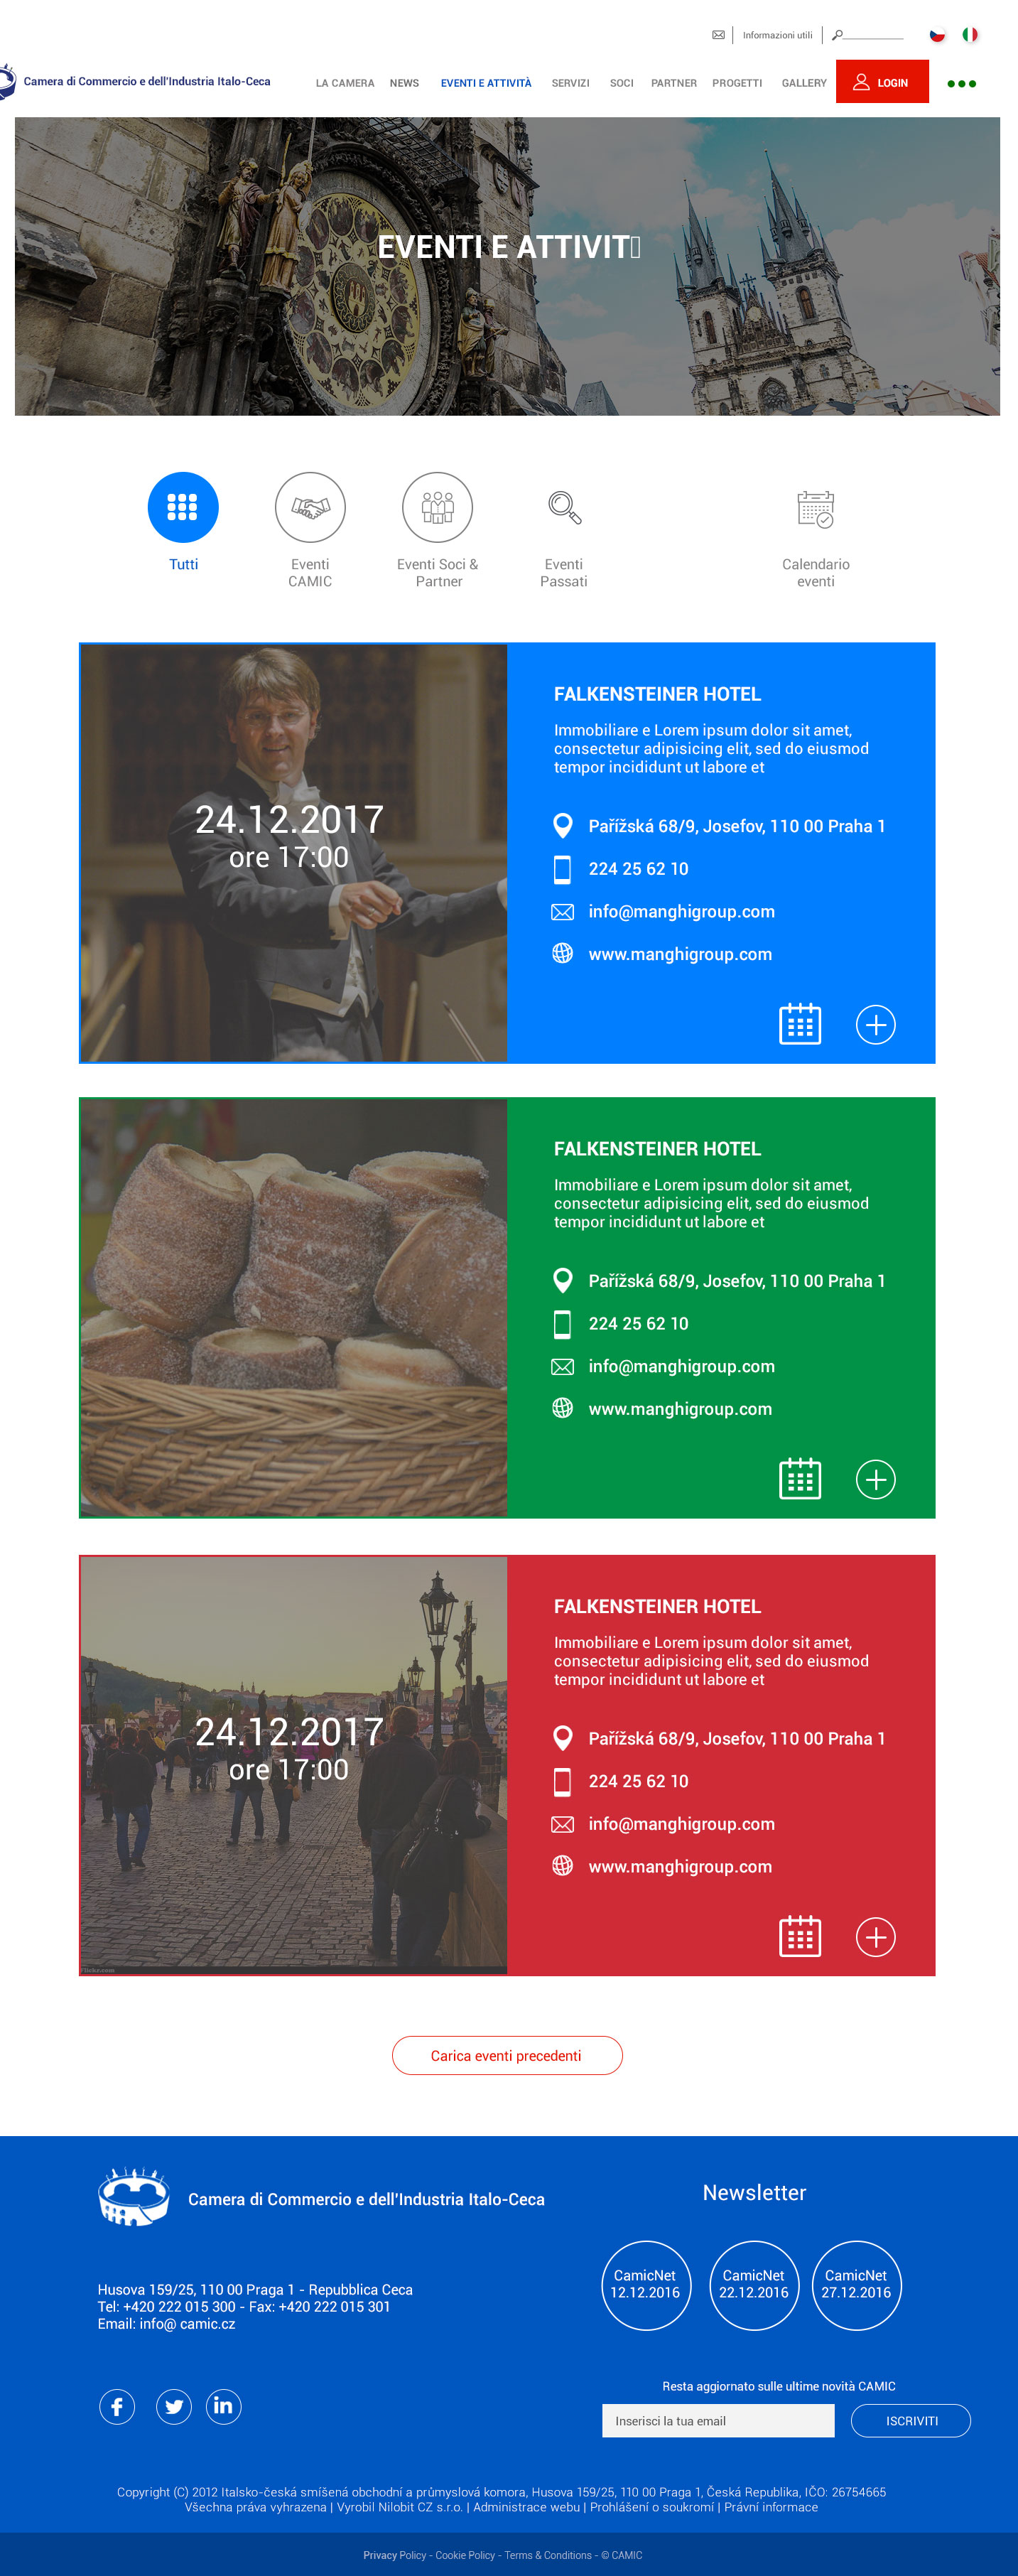 Informazioni utili
Camera di Commercio e dell'Industria Italo-Ceca
LA CAMERA NEWS EVENTI E ATTIVITÀ SERVIZI SOCI PARTNER PROGETTI GALLERY LOGIN
EVENTI E ATTIVIT
Tutti
Eventi
CAMIC
Eventi Soci &
Partner
Eventi
Passati
Calendario
eventi
24.12.2017
ore 17:00
FALKENSTEINER HOTEL
Immobiliare e Lorem ipsum dolor sit amet,
consectetur adipisicing elit, sed do eiusmod
tempor incididunt ut labore et
Pařížská 68/9, Josefov, 110 00 Praha 1
224 25 62 10
info@manghigroup.com
www.manghigroup.com
FALKENSTEINER HOTEL
Immobiliare e Lorem ipsum dolor sit amet,
consectetur adipisicing elit, sed do eiusmod
tempor incididunt ut labore et
Pařížská 68/9, Josefov, 110 00 Praha 1
224 25 62 10
info@manghigroup.com
www.manghigroup.com
24.12.2017
ore 17:00
Flickr.com
FALKENSTEINER HOTEL
Immobiliare e Lorem ipsum dolor sit amet,
consectetur adipisicing elit, sed do eiusmod
tempor incididunt ut labore et
Pařížská 68/9, Josefov, 110 00 Praha 1
224 25 62 10
info@manghigroup.com
www.manghigroup.com
Carica eventi precedenti
Camera di Commercio e dell'Industria Italo-Ceca
Husova 159/25, 110 00 Praga 1 - Repubblica Ceca
Tel: +420 222 015 300 - Fax: +420 222 015 301
Email: info@ camic.cz
Newsletter
CamicNet
12.12.2016
CamicNet
22.12.2016
CamicNet
27.12.2016
Resta aggiornato sulle ultime novità CAMIC
Inserisci la tua email
ISCRIVITI
Copyright (C) 2012 Italsko-česká smíšená obchodní a průmyslová komora, Husova 159/25, 110 00 Praga 1, Česká Republika, IČO: 26754665
Všechna práva vyhrazena | Vyrobil Nilobit CZ s.r.o. | Administrace webu | Prohlášení o soukromí | Právní informace
Privacy Policy - Cookie Policy - Terms & Conditions - © CAMIC